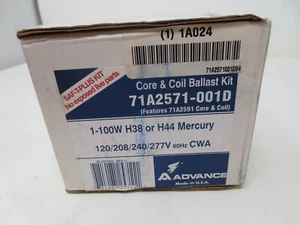 (1) 1A024
71A2571001D94
SAF-T-PLUS KIT
No exposed live parts
Core & Coil Ballast Kit
71A2571-001D
(Features 71A2591 Core & Coil)
1-100W H38 or H44 Mercury
120/208/240/277V 60Hz CWA
ADVANCE
Made in U.S.A.